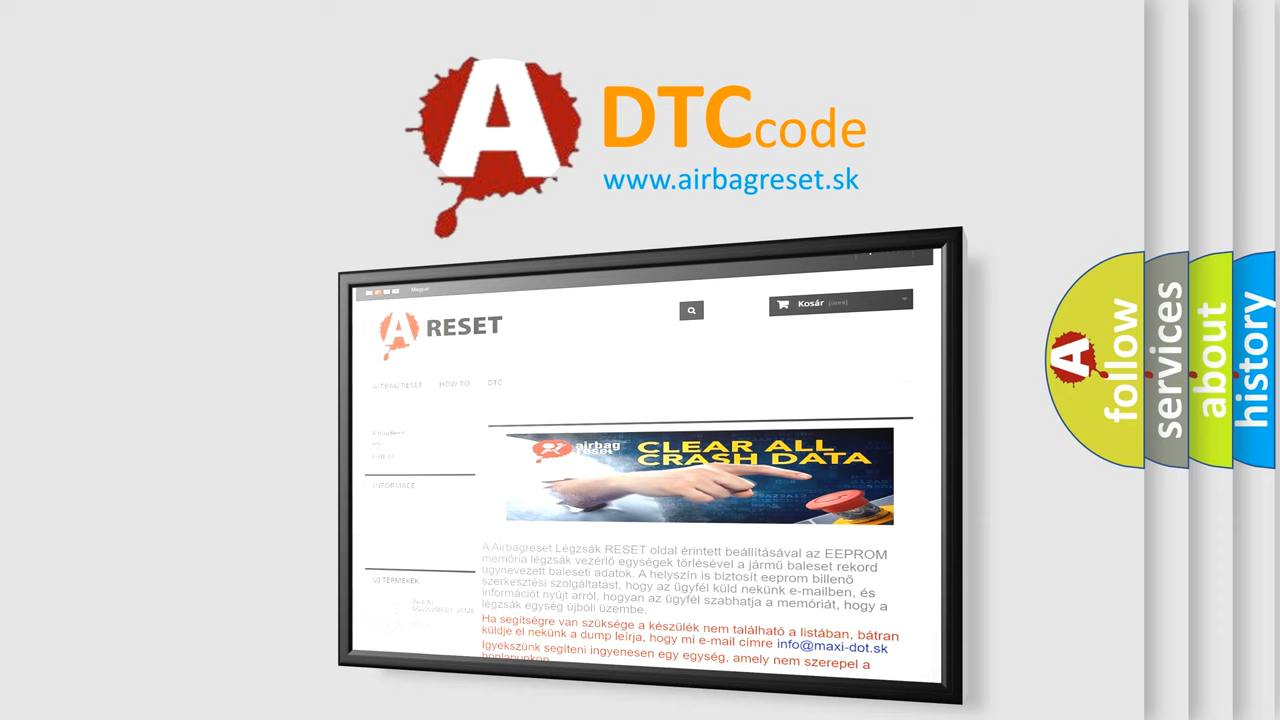 A
DTCcode
www.airbagreset.sk
Magyar
A RESET
Kosár (üres)
AIRBAG RESET HOW TO DTC
airbag
reset
CLEAR ALL
CRASH DATA
INFORMACE
A Airbagreset Légzsák RESET oldal érintett beállításával az EEPROM
memória légzsák vezérlő egységek törlésével a jármű baleset rekord
úgynevezett baleseti adatok. A helyszín is biztosít eeprom billenő
szerkesztési szolgáltatást, hogy az ügyfél küld nekünk e-mailben, és
információt nyújt arról, hogyan az ügyfél szabhatja a memóriát, hogy a
légzsák egység újbóli üzembe.
ÚJ TERMÉKEK
Ha segítségre van szüksége a készülék nem található a listában, bátran
küldje el nekünk a dump leírja, hogy mi e-mail címre info@maxi-dot.sk
Igyekszünk segíteni ingyenesen egy egység, amely nem szerepel a
honlapunkon
A follow
services
about
history